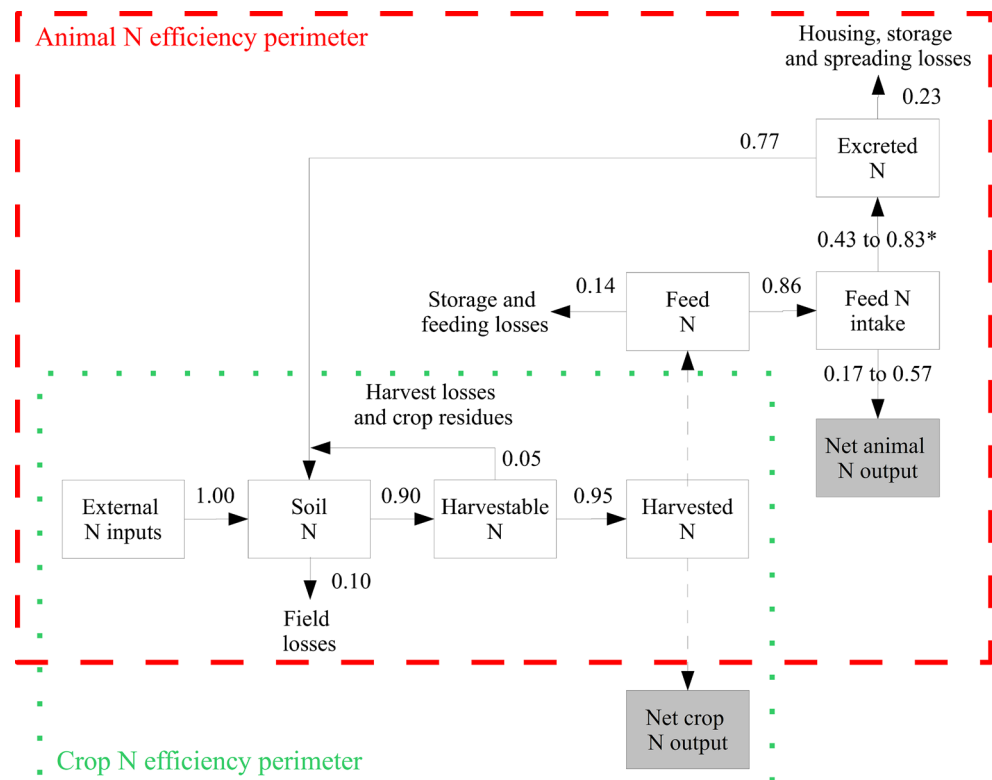 Animal N efficiency perimeter
Housing, storage
and spreading losses
0.23
0.77
Excreted
N
0.43 to 0.83*
Storage and
feeding losses
0.14
Feed
N
0.86
Feed N
intake
0.17 to 0.57
Net animal
N output
Harvest losses
and crop residues
0.05
External
N inputs
1.00
Soil
N
0.90
Harvestable
N
0.95
Harvested
N
0.10
Field
losses
Net crop
N output
Crop N efficiency perimeter